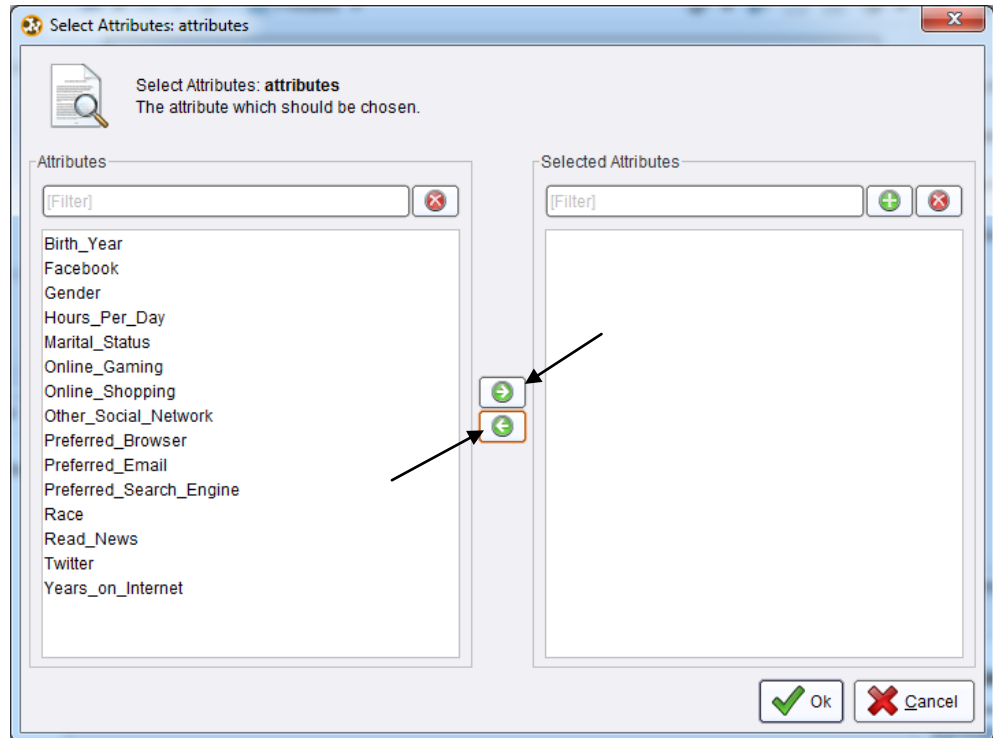 Select Attributes: attributes
Select Attributes: attributes
The attribute which should be chosen.
Attributes
[Filter]
Birth_Year
Facebook
Gender
Hours_Per_Day
Marital_Status
Online_Gaming
Online_Shopping
Other_Social_Network
Preferred_Browser
Preferred_Email
Preferred_Search_Engine
Race
Read_News
Twitter
Years_on_Internet
Selected Attributes
[Filter]
Ok
Cancel